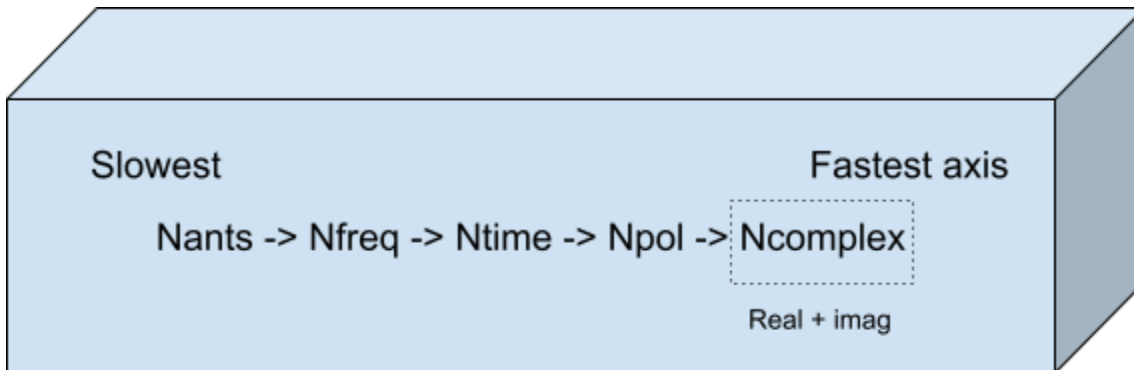 Slowest Fastest axis
Nants -> Nfreq -> Ntime -> Npol -> Ncomplex
Real + imag